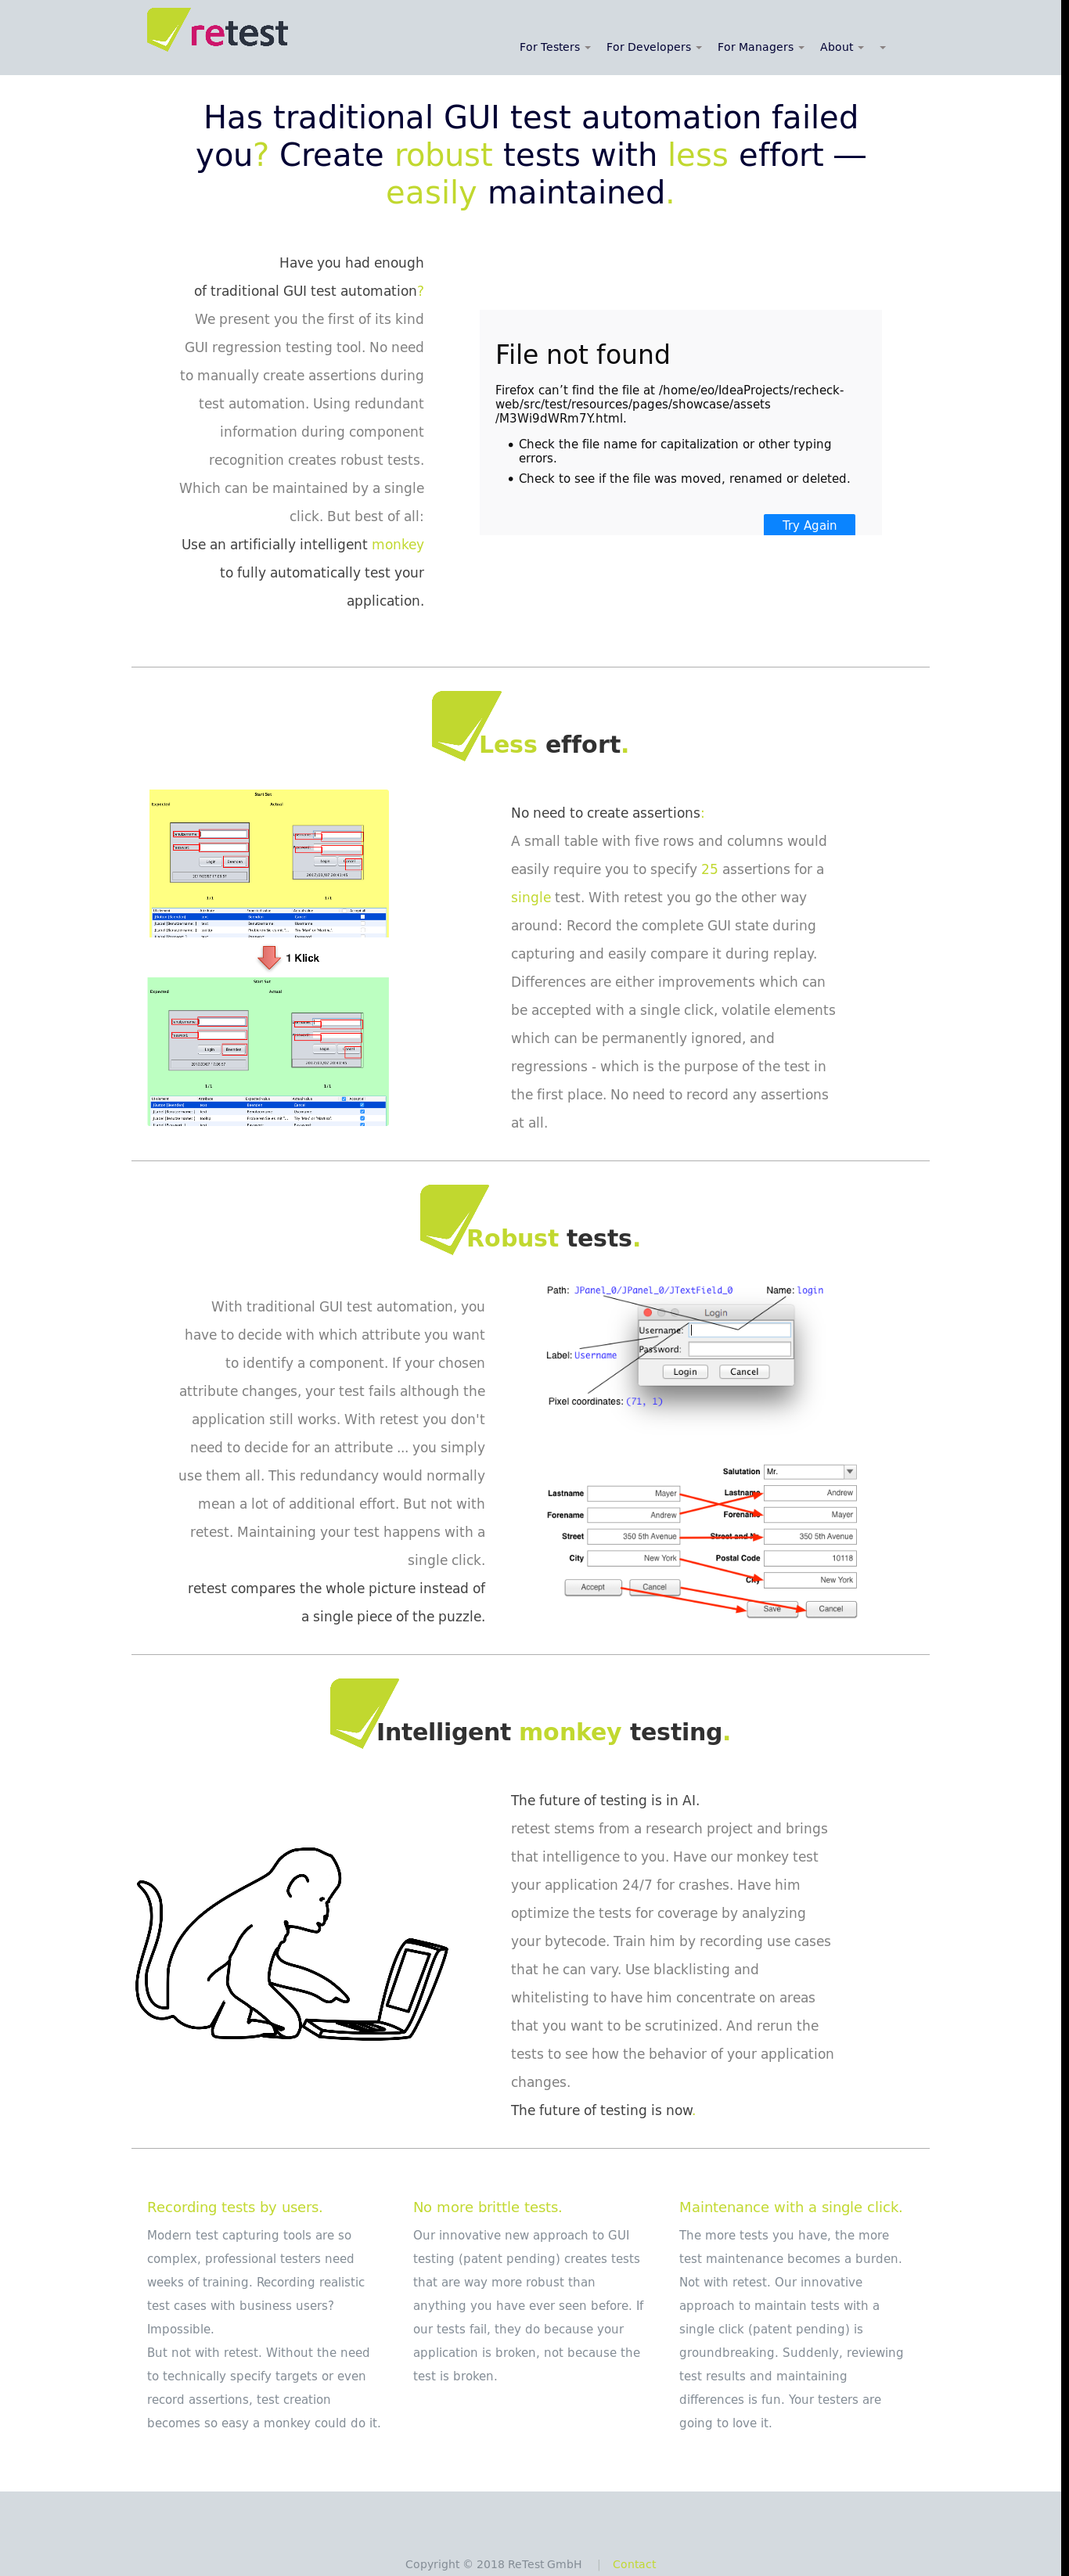 retest
For Testers
For Developers
For Managers
About
Has traditional GUI test automation failed
you? Create robust tests with less effort —
easily maintained.
Have you had enough
of traditional GUI test automation?
We present you the first of its kind
GUI regression testing tool. No need
to manually create assertions during
test automation. Using redundant
information during component
recognition creates robust tests.
Which can be maintained by a single
click. But best of all:
Use an artificially intelligent monkey
to fully automatically test your
application.
File not found
Firefox can’t find the file at /home/eo/IdeaProjects/recheck-
web/src/test/resources/pages/showcase/assets
/M3Wi9dWRm7Y.html.
• Check the file name for capitalization or other typing
errors.
• Check to see if the file was moved, renamed or deleted.
Try Again
Less effort.
Start Set
Expected Actual
1 Klick
Start Set
Expected Actual
No need to create assertions:
A small table with five rows and columns would
easily require you to specify 25 assertions for a
single test. With retest you go the other way
around: Record the complete GUI state during
capturing and easily compare it during replay.
Differences are either improvements which can
be accepted with a single click, volatile elements
which can be permanently ignored, and
regressions - which is the purpose of the test in
the first place. No need to record any assertions
at all.
Robust tests.
With traditional GUI test automation, you
have to decide with which attribute you want
to identify a component. If your chosen
attribute changes, your test fails although the
application still works. With retest you don't
need to decide for an attribute ... you simply
use them all. This redundancy would normally
mean a lot of additional effort. But not with
retest. Maintaining your test happens with a
single click.
retest compares the whole picture instead of
a single piece of the puzzle.
Path: JPanel_0/JPanel_0/JTextField_0 Name: login
Login
Username:
Label: Username
Password:
Login Cancel
Pixel coordinates: (71, 1)
Salutation Mr.
Lastname Mayer Lastname Andrew
Forename Andrew Forename Mayer
Street 350 5th Avenue Street and Nr. 350 5th Avenue
City New York Postal Code 10118
City New York
Accept Cancel
Save Cancel
Intelligent monkey testing.
The future of testing is in AI.
retest stems from a research project and brings
that intelligence to you. Have our monkey test
your application 24/7 for crashes. Have him
optimize the tests for coverage by analyzing
your bytecode. Train him by recording use cases
that he can vary. Use blacklisting and
whitelisting to have him concentrate on areas
that you want to be scrutinized. And rerun the
tests to see how the behavior of your application
changes.
The future of testing is now.
Recording tests by users.
Modern test capturing tools are so
complex, professional testers need
weeks of training. Recording realistic
test cases with business users?
Impossible.
But not with retest. Without the need
to technically specify targets or even
record assertions, test creation
becomes so easy a monkey could do it.
No more brittle tests.
Our innovative new approach to GUI
testing (patent pending) creates tests
that are way more robust than
anything you have ever seen before. If
our tests fail, they do because your
application is broken, not because the
test is broken.
Maintenance with a single click.
The more tests you have, the more
test maintenance becomes a burden.
Not with retest. Our innovative
approach to maintain tests with a
single click (patent pending) is
groundbreaking. Suddenly, reviewing
test results and maintaining
differences is fun. Your testers are
going to love it.
Copyright © 2018 ReTest GmbH | Contact